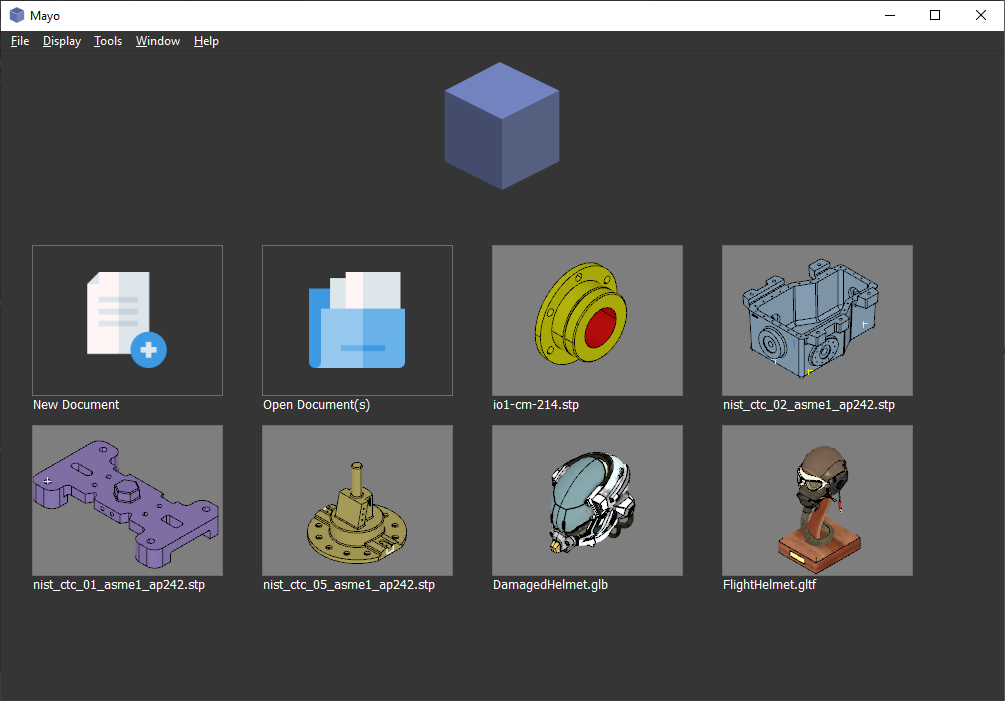 Mayo
File Display Tools Window Help
New Document
Open Document(s)
io1-cm-214.stp
nist_ctc_02_asme1_ap242.stp
nist_ctc_01_asme1_ap242.stp
nist_ctc_05_asme1_ap242.stp
DamagedHelmet.glb
FlightHelmet.gltf